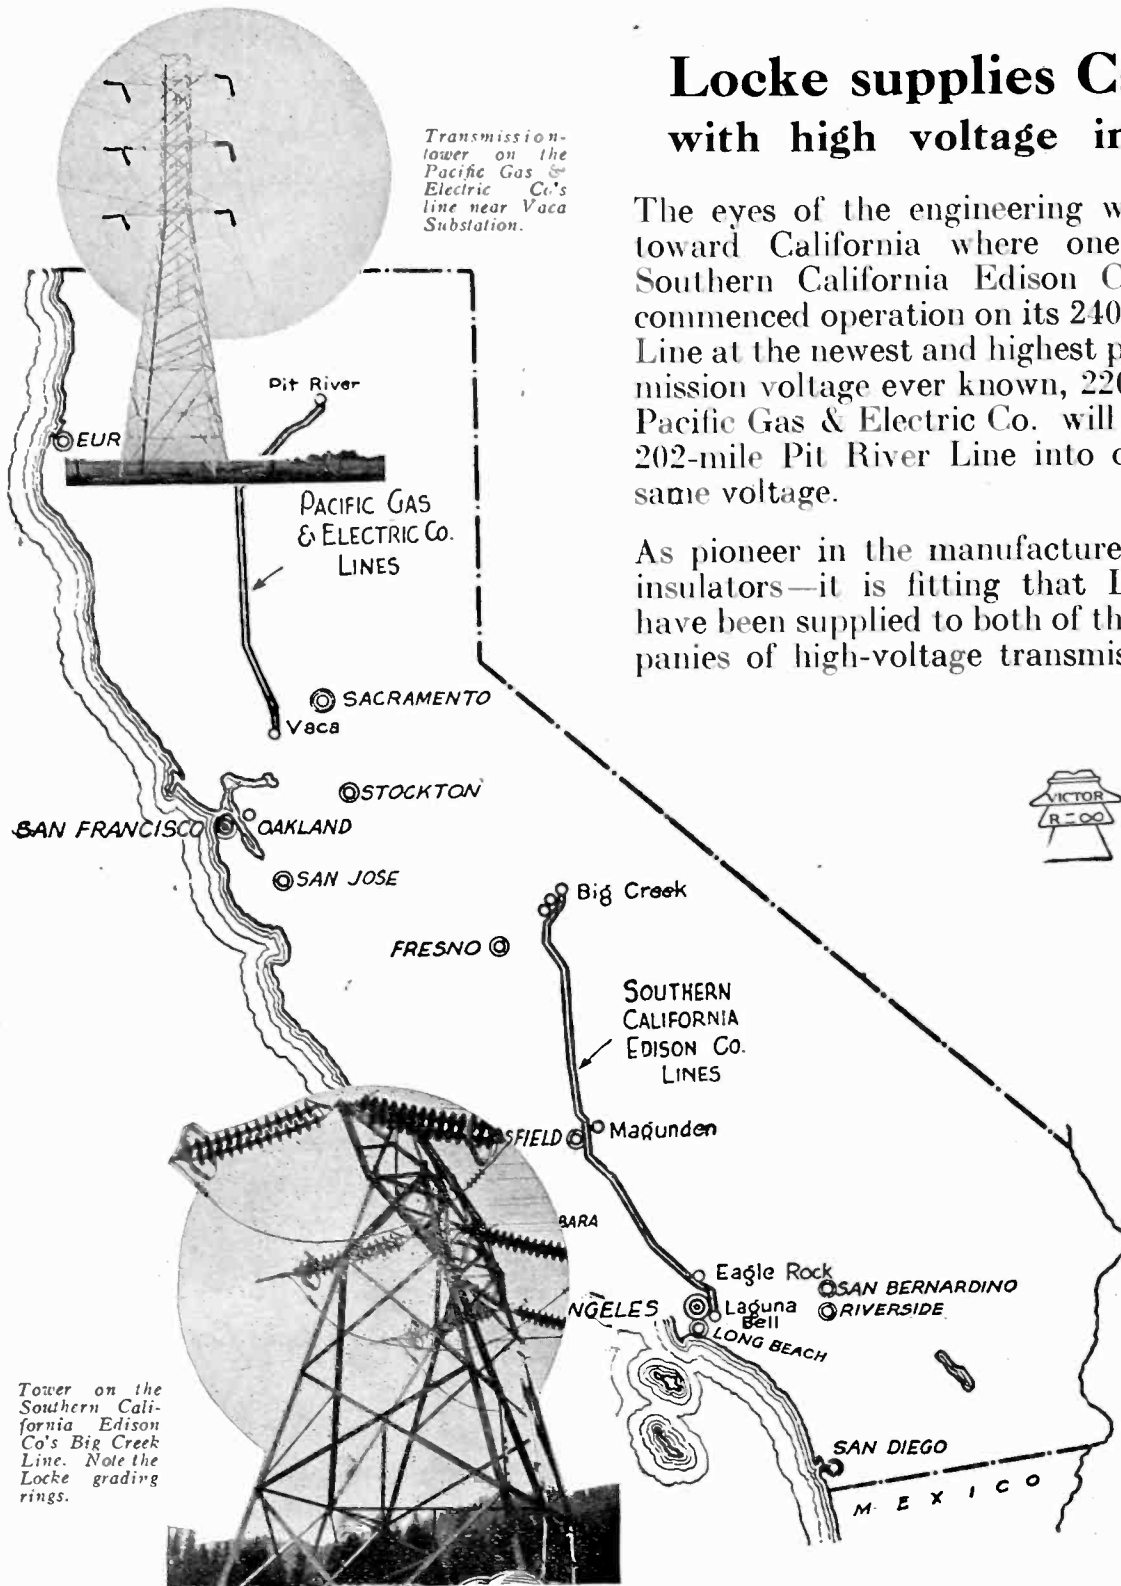 Locke supplies C
with high voltage in
Transmission-
tower on the
Pacific Gas &
Electric Co's
line near Vaca
Substation.
The eyes of the engineering w
toward California where one
Southern California Edison C
commenced operation on its 240
Line at the newest and highest p
mission voltage ever known, 220
Pacific Gas & Electric Co. will
202-mile Pit River Line into o
same voltage.
As pioneer in the manufacture
insulators—it is fitting that L
have been supplied to both of th
panies of high-voltage transmis
Pit River
EUR
PACIFIC GAS
& ELECTRIC CO.
LINES
SACRAMENTO
Vaca
STOCKTON
SAN FRANCISCO
OAKLAND
SAN JOSE
VICTOR
R=∞
Big Creek
FRESNO
SOUTHERN
CALIFORNIA
EDISON CO.
LINES
SFIELD
Magunden
BARA
Eagle Rock
SAN BERNARDINO
NGELES
Laguna
Bell
RIVERSIDE
LONG BEACH
Tower on the
Southern Cali-
fornia Edison
Co's Big Creek
Line. Note the
Locke grading
rings.
SAN DIEGO
MEXICO